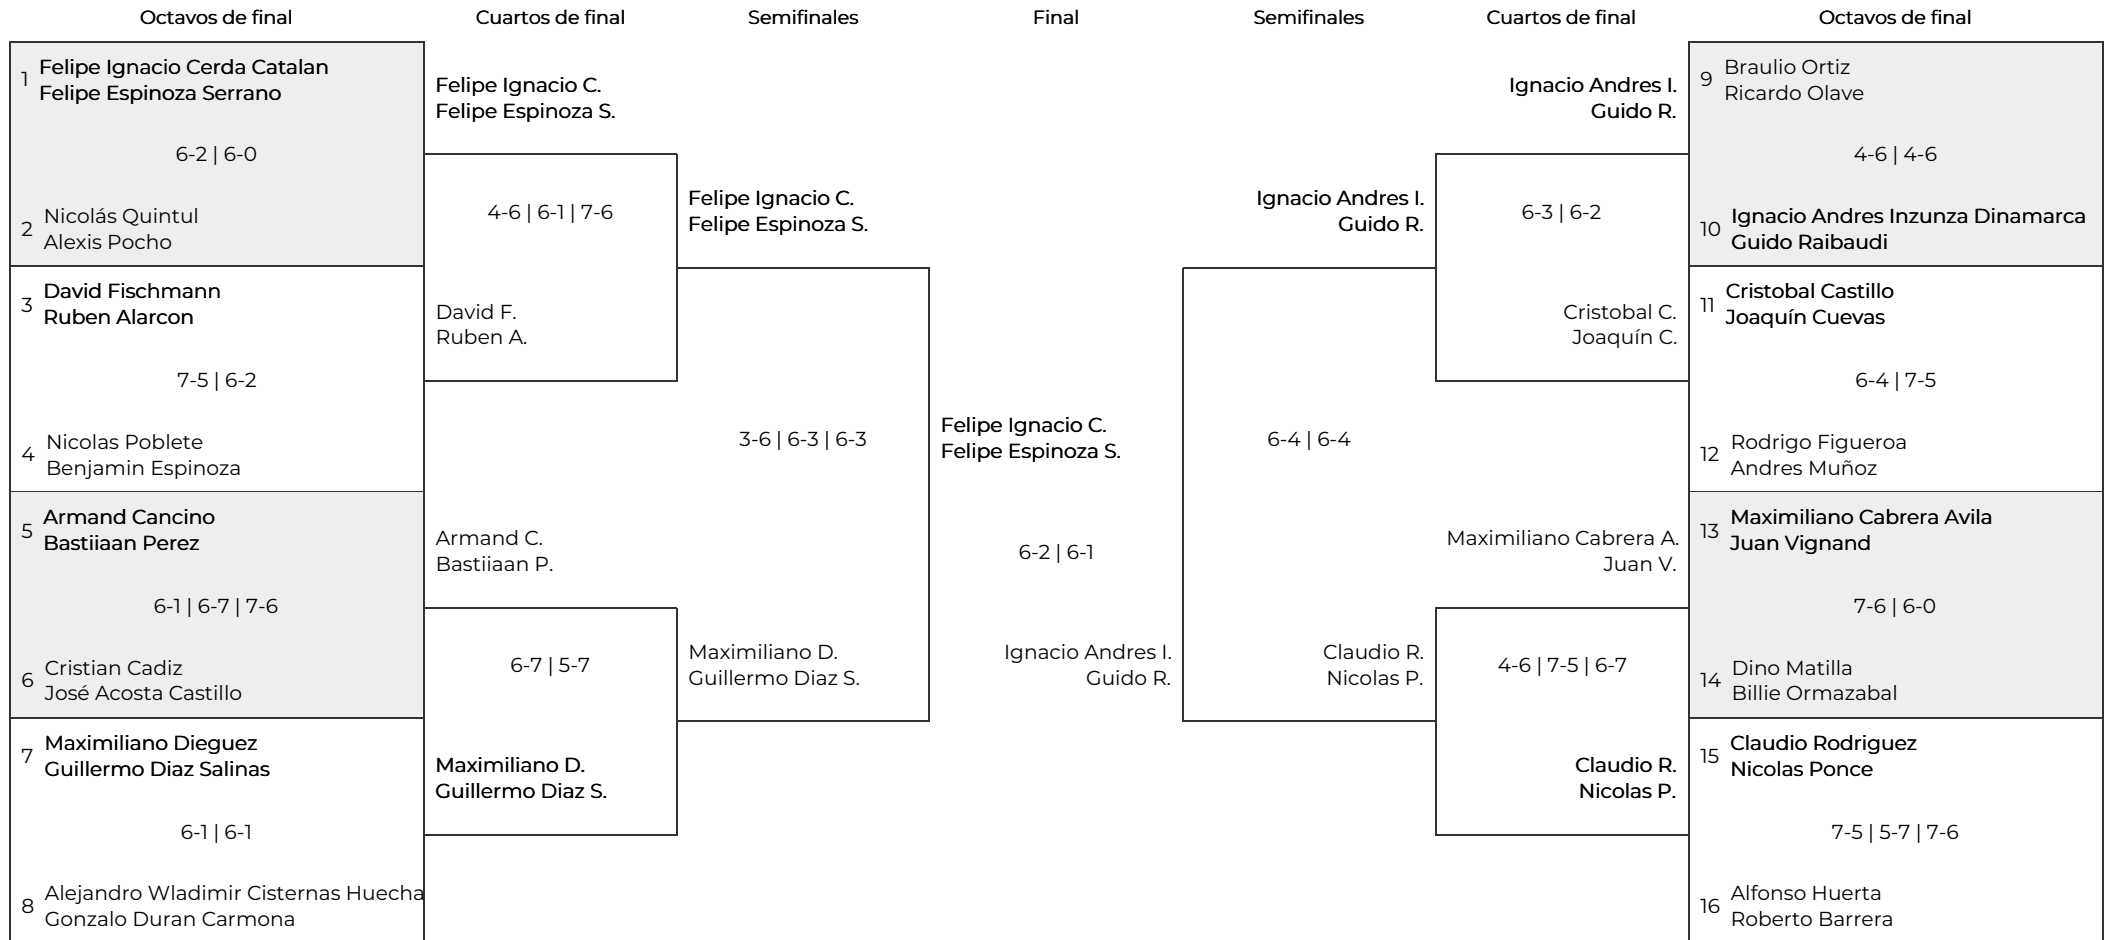 Octavos de final
Cuartos de final
Semifinales
Final
Semifinales
Cuartos de final
Octavos de final
1
Felipe Ignacio Cerda Catalan
Felipe Espinoza Serrano
6-2 | 6-0
2
Nicolás Quintul
Alexis Pocho
3
David Fischmann
Ruben Alarcon
7-5 | 6-2
4
Nicolas Poblete
Benjamin Espinoza
5
Armand Cancino
Bastiiaan Perez
6-1 | 6-7 | 7-6
6
Cristian Cadiz
José Acosta Castillo
7
Maximiliano Dieguez
Guillermo Diaz Salinas
6-1 | 6-1
8
Alejandro Wladimir Cisternas Huecha
Gonzalo Duran Carmona
Felipe Ignacio C.
Felipe Espinoza S.
4-6 | 6-1 | 7-6
David F.
Ruben A.
Armand C.
Bastiiaan P.
6-7 | 5-7
Maximiliano D.
Guillermo Diaz S.
Felipe Ignacio C.
Felipe Espinoza S.
3-6 | 6-3 | 6-3
Maximiliano D.
Guillermo Diaz S.
Felipe Ignacio C.
Felipe Espinoza S.
6-2 | 6-1
Ignacio Andres I.
Guido R.
Ignacio Andres I.
Guido R.
6-4 | 6-4
Claudio R.
Nicolas P.
Ignacio Andres I.
Guido R.
6-3 | 6-2
Cristobal C.
Joaquín C.
Maximiliano Cabrera A.
Juan V.
4-6 | 7-5 | 6-7
Claudio R.
Nicolas P.
9
Braulio Ortiz
Ricardo Olave
4-6 | 4-6
10
Ignacio Andres Inzunza Dinamarca
Guido Raibaudi
11
Cristobal Castillo
Joaquín Cuevas
6-4 | 7-5
12
Rodrigo Figueroa
Andres Muñoz
13
Maximiliano Cabrera Avila
Juan Vignand
7-6 | 6-0
14
Dino Matilla
Billie Ormazabal
15
Claudio Rodriguez
Nicolas Ponce
7-5 | 5-7 | 7-6
16
Alfonso Huerta
Roberto Barrera